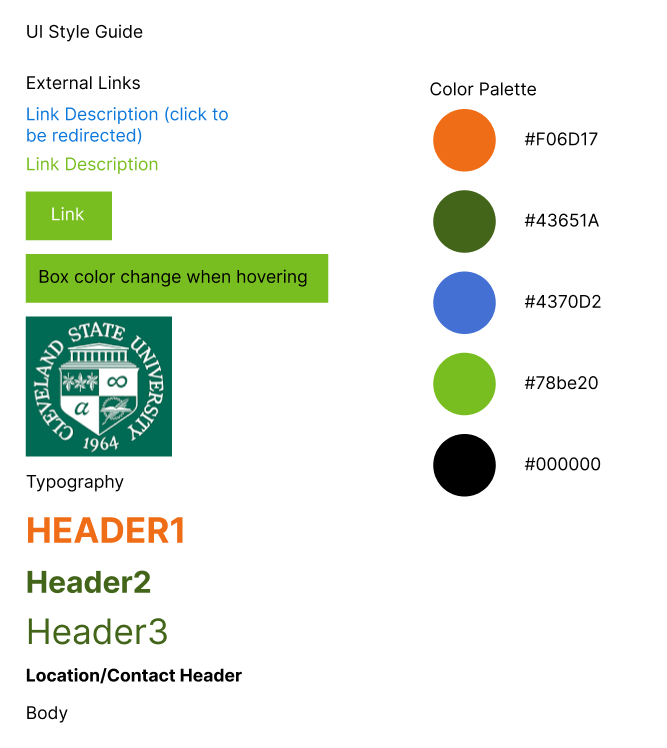 UI Style Guide
External Links
Link Description (click to
be redirected)
Link Description
Link
Box color change when hovering
CLEVELAND STATE UNIVERSITY
∞
a
1964
Typography
HEADER1
Header2
Header3
Location/Contact Header
Body
Color Palette
#F06D17
#43651A
#4370D2
#78be20
#000000